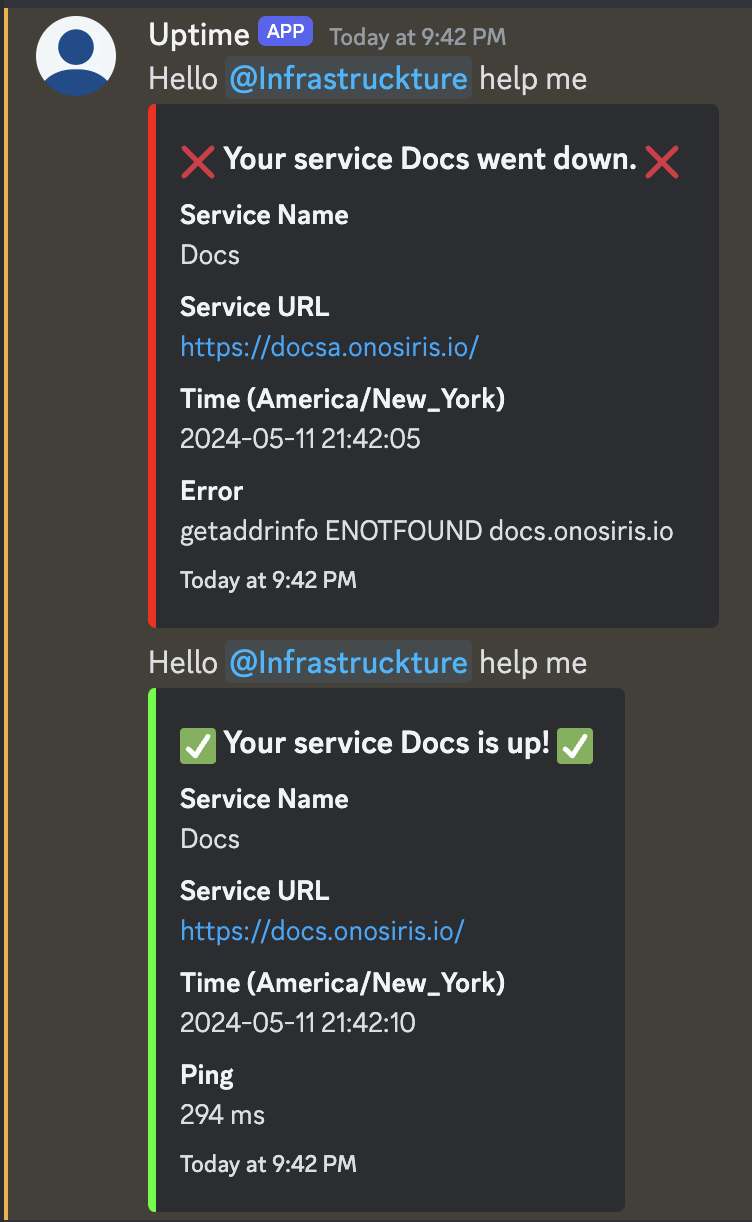 Uptime APP Today at 9:42 PM
Hello @Infrastruckture help me
❌ Your service Docs went down. ❌
Service Name
Docs
Service URL
https://docsa.onosiris.io/
Time (America/New_York)
2024-05-11 21:42:05
Error
getaddrinfo ENOTFOUND docs.onosiris.io
Today at 9:42 PM
Hello @Infrastruckture help me
✅ Your service Docs is up! ✅
Service Name
Docs
Service URL
https://docs.onosiris.io/
Time (America/New_York)
2024-05-11 21:42:10
Ping
294 ms
Today at 9:42 PM